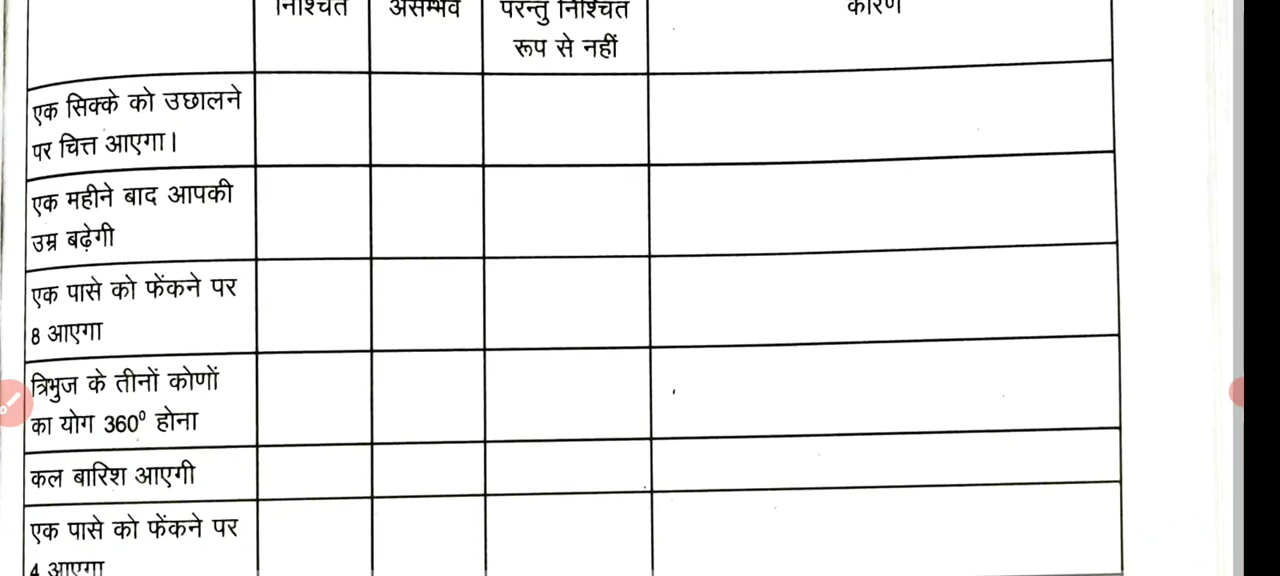 निश्चित असम्भव परन्तु निश्चित कारण
रूप से नहीं
एक सिक्के को उछालने
पर चित्त आएगा।
एक महीने बाद आपकी
उम्र बढ़ेगी
एक पासे को फेंकने पर
8 आएगा
त्रिभुज के तीनों कोणों
का योग 360° होना
कल बारिश आएगी
एक पासे को फेंकने पर
4 आएगा